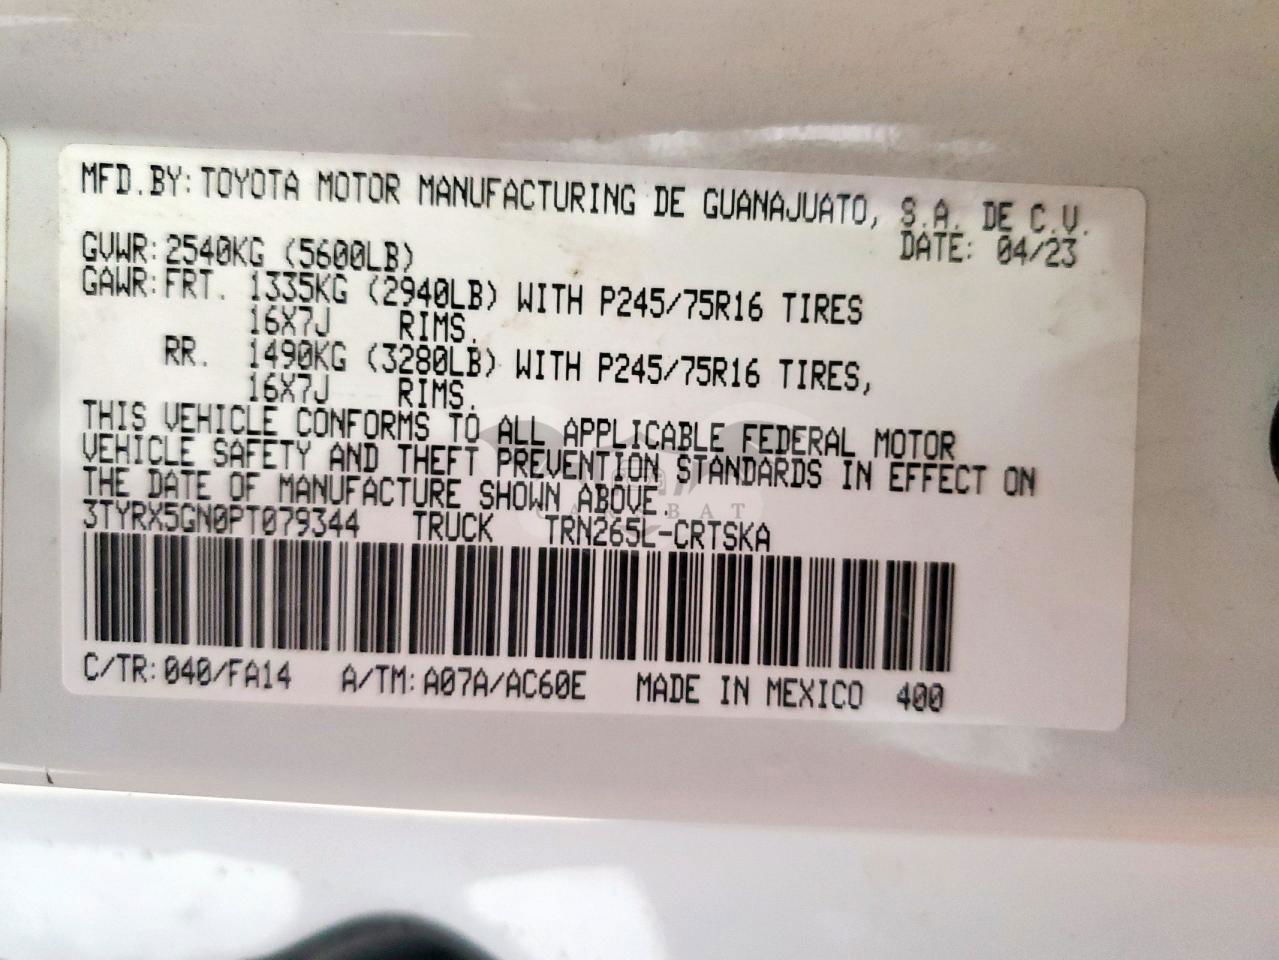 MFD.BY:TOYOTA MOTOR MANUFACTURING DE GUANAJUATO, S.A. DE C.V.
GVWR:2540KG (5600LB) DATE: 04/23
GAWR:FRT. 1335KG (2940LB) WITH P245/75R16 TIRES
16X7J RIMS.
RR. 1490KG (3280LB) WITH P245/75R16 TIRES,
16X7J RIMS.
THIS VEHICLE CONFORMS TO ALL APPLICABLE FEDERAL MOTOR
VEHICLE SAFETY AND THEFT PREVENTION STANDARDS IN EFFECT ON
THE DATE OF MANUFACTURE SHOWN ABOVE.
3TYRX5GN0PT079344 TRUCK TRN265L-CRTSKA
C/TR:040/FA14 A/TM:A07A/AC60E MADE IN MEXICO 400